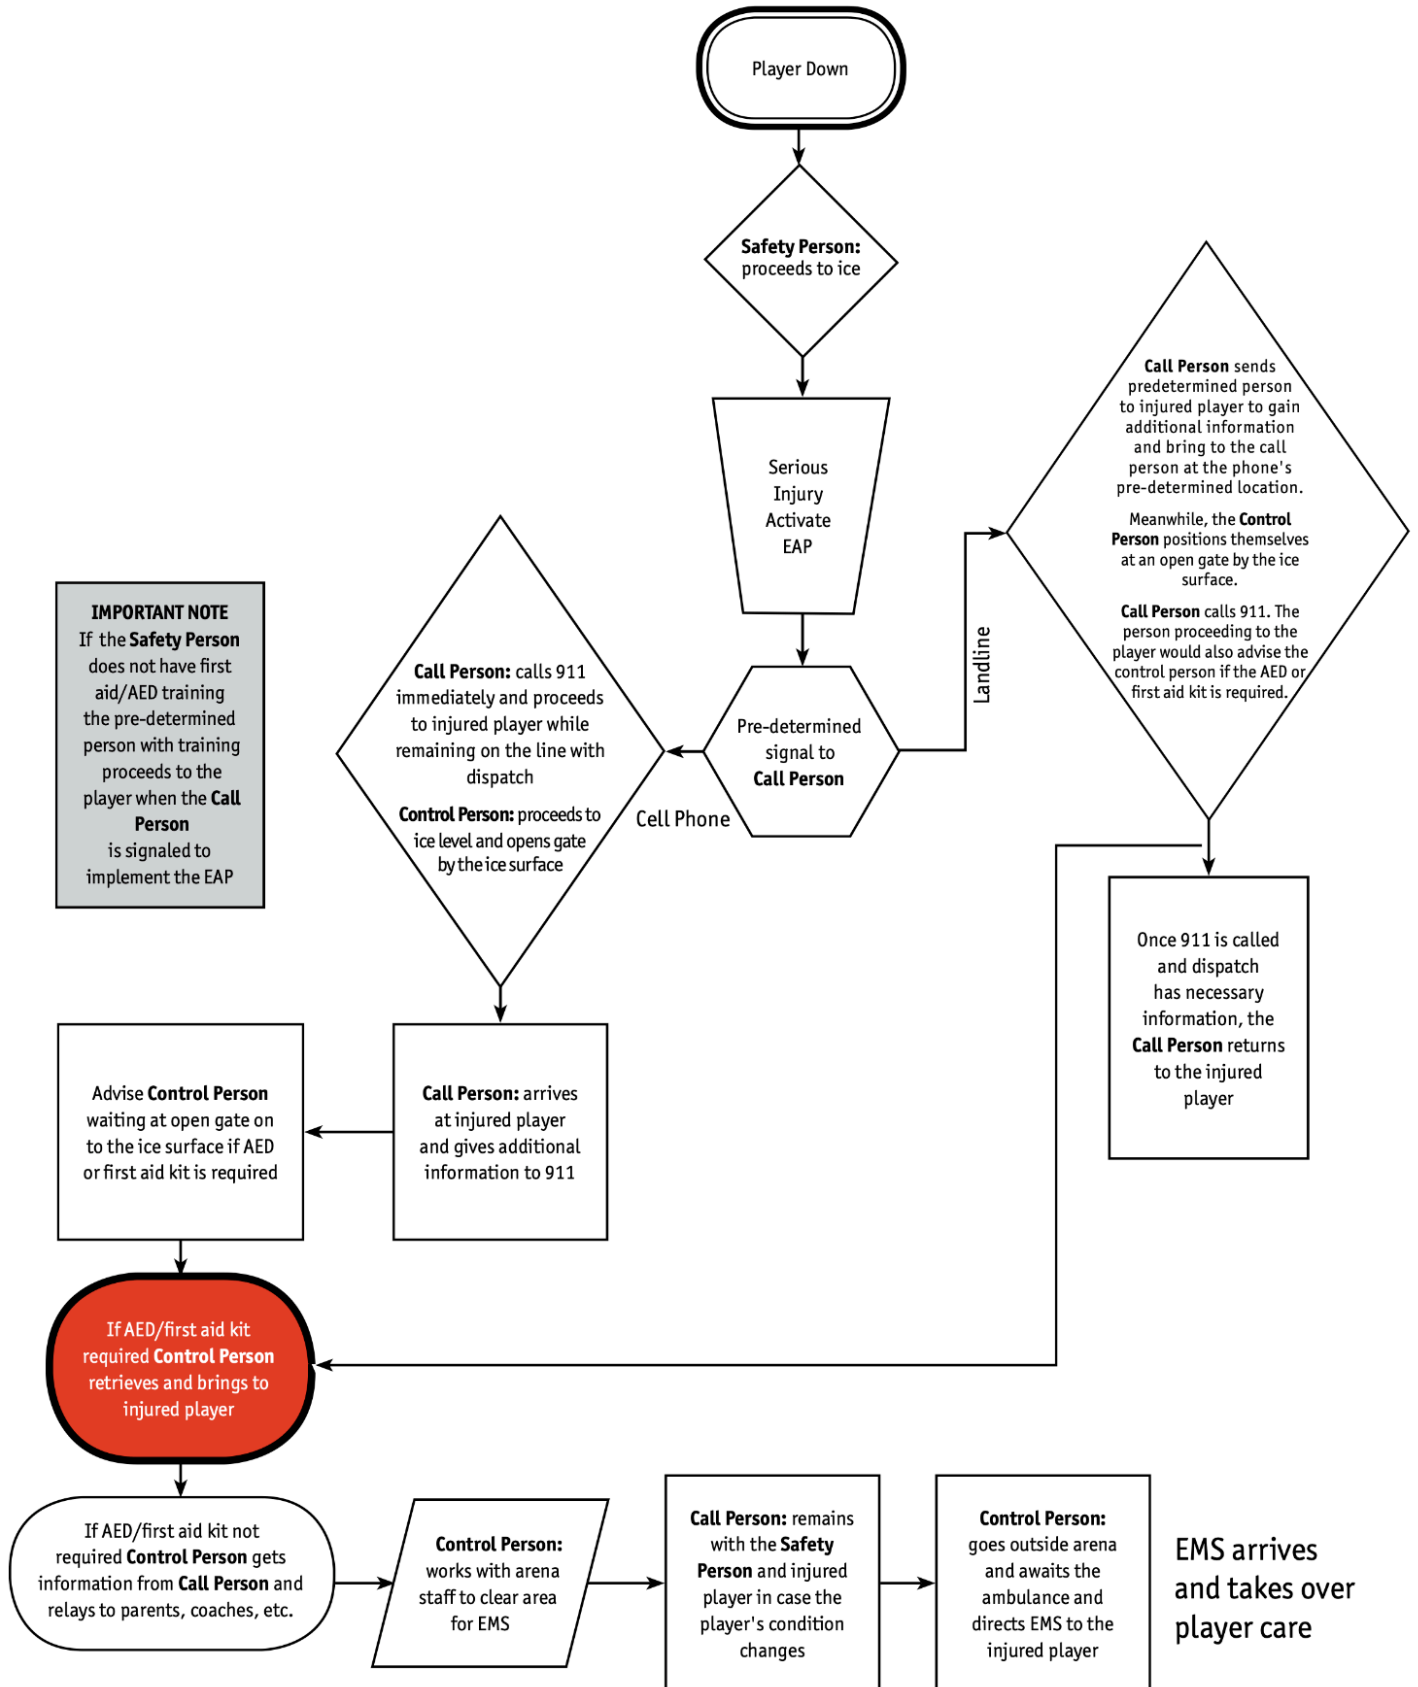 Player Down
Safety Person:
proceeds to ice
Serious
Injury
Activate
EAP
Pre-determined
signal to
Call Person
Landline
Cell Phone
Call Person sends
predetermined person
to injured player to gain
additional information
and bring to the call
person at the phone's
pre-determined location.
Meanwhile, the Control
Person positions themselves
at an open gate by the ice
surface.
Call Person calls 911. The
person proceeding to the
player would also advise the
control person if the AED or
first aid kit is required.
Once 911 is called
and dispatch
has necessary
information, the
Call Person returns
to the injured
player
IMPORTANT NOTE
If the Safety Person
does not have first
aid/AED training
the pre-determined
person with training
proceeds to the
player when the Call
Person
is signaled to
implement the EAP
Call Person: calls 911
immediately and proceeds
to injured player while
remaining on the line with
dispatch
Control Person: proceeds to
ice level and opens gate
by the ice surface
Call Person: arrives
at injured player
and gives additional
information to 911
Advise Control Person
waiting at open gate on
to the ice surface if AED
or first aid kit is required
If AED/first aid kit
required Control Person
retrieves and brings to
injured player
If AED/first aid kit not
required Control Person gets
information from Call Person and
relays to parents, coaches, etc.
Control Person:
works with arena
staff to clear area
for EMS
Call Person: remains
with the Safety
Person and injured
player in case the
player's condition
changes
Control Person:
goes outside arena
and awaits the
ambulance and
directs EMS to the
injured player
EMS arrives
and takes over
player care